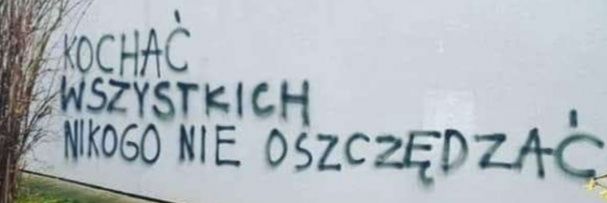 KOCHAĆ
WSZYSTKICH
NIKOGO NIE OSZCZĘDZAĆ